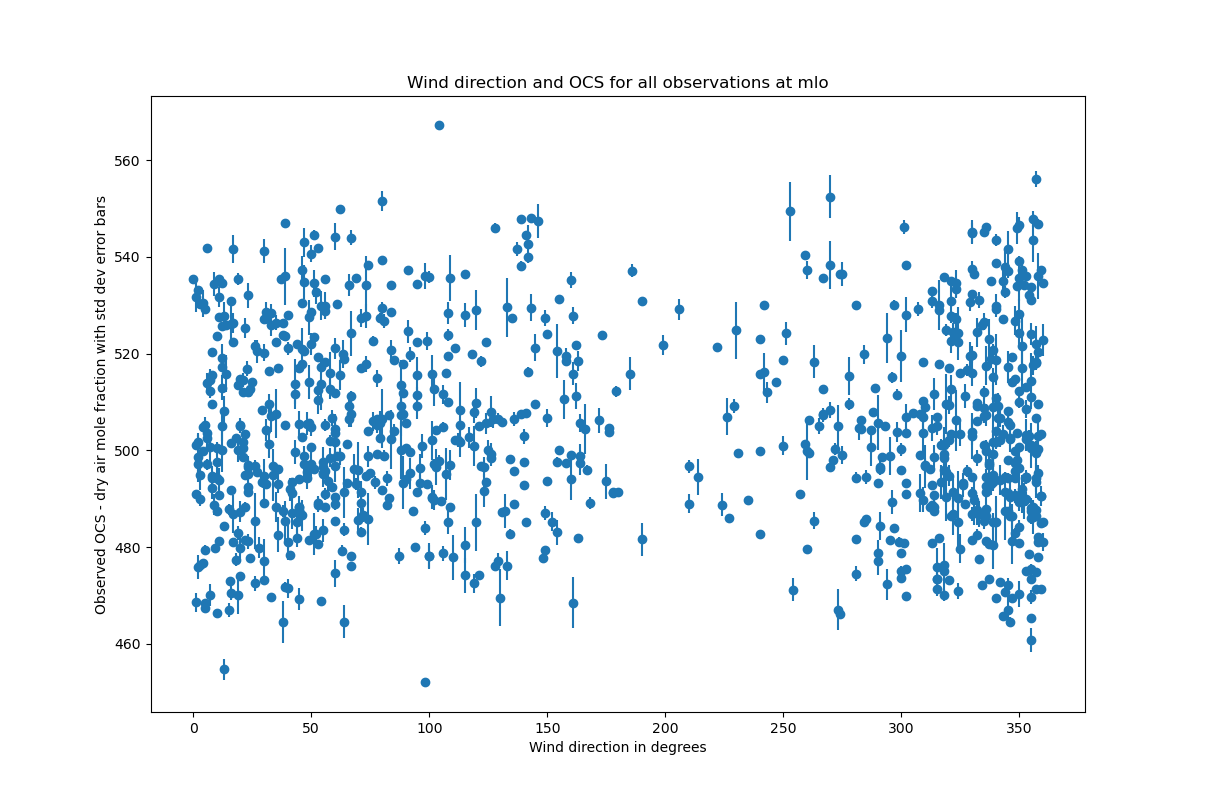 Wind direction and OCS for all observations at mlo
Observed OCS - dry air mole fraction with std dev error bars
560
540
520
500
480
460
0 50 100 150 200 250 300 350
Wind direction in degrees